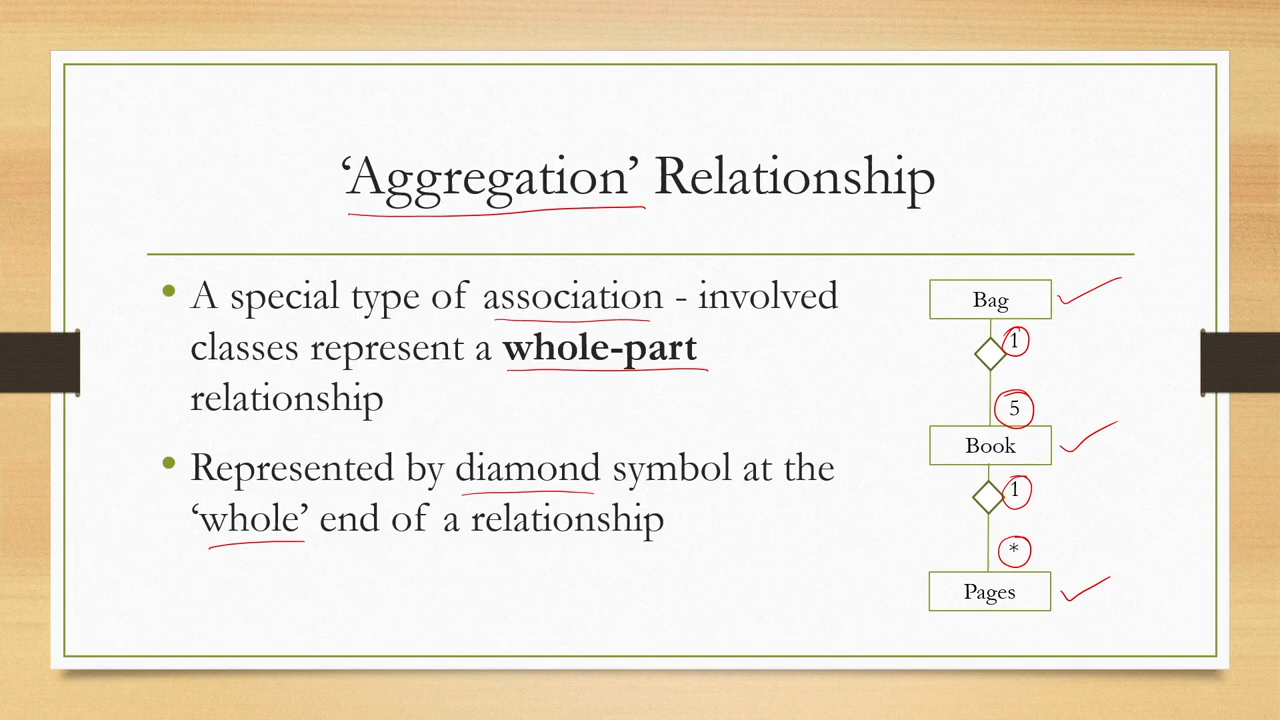 ‘Aggregation’ Relationship
• A special type of association - involved
classes represent a whole-part
relationship
• Represented by diamond symbol at the
‘whole’ end of a relationship
Bag
1
5
Book
1
*
Pages